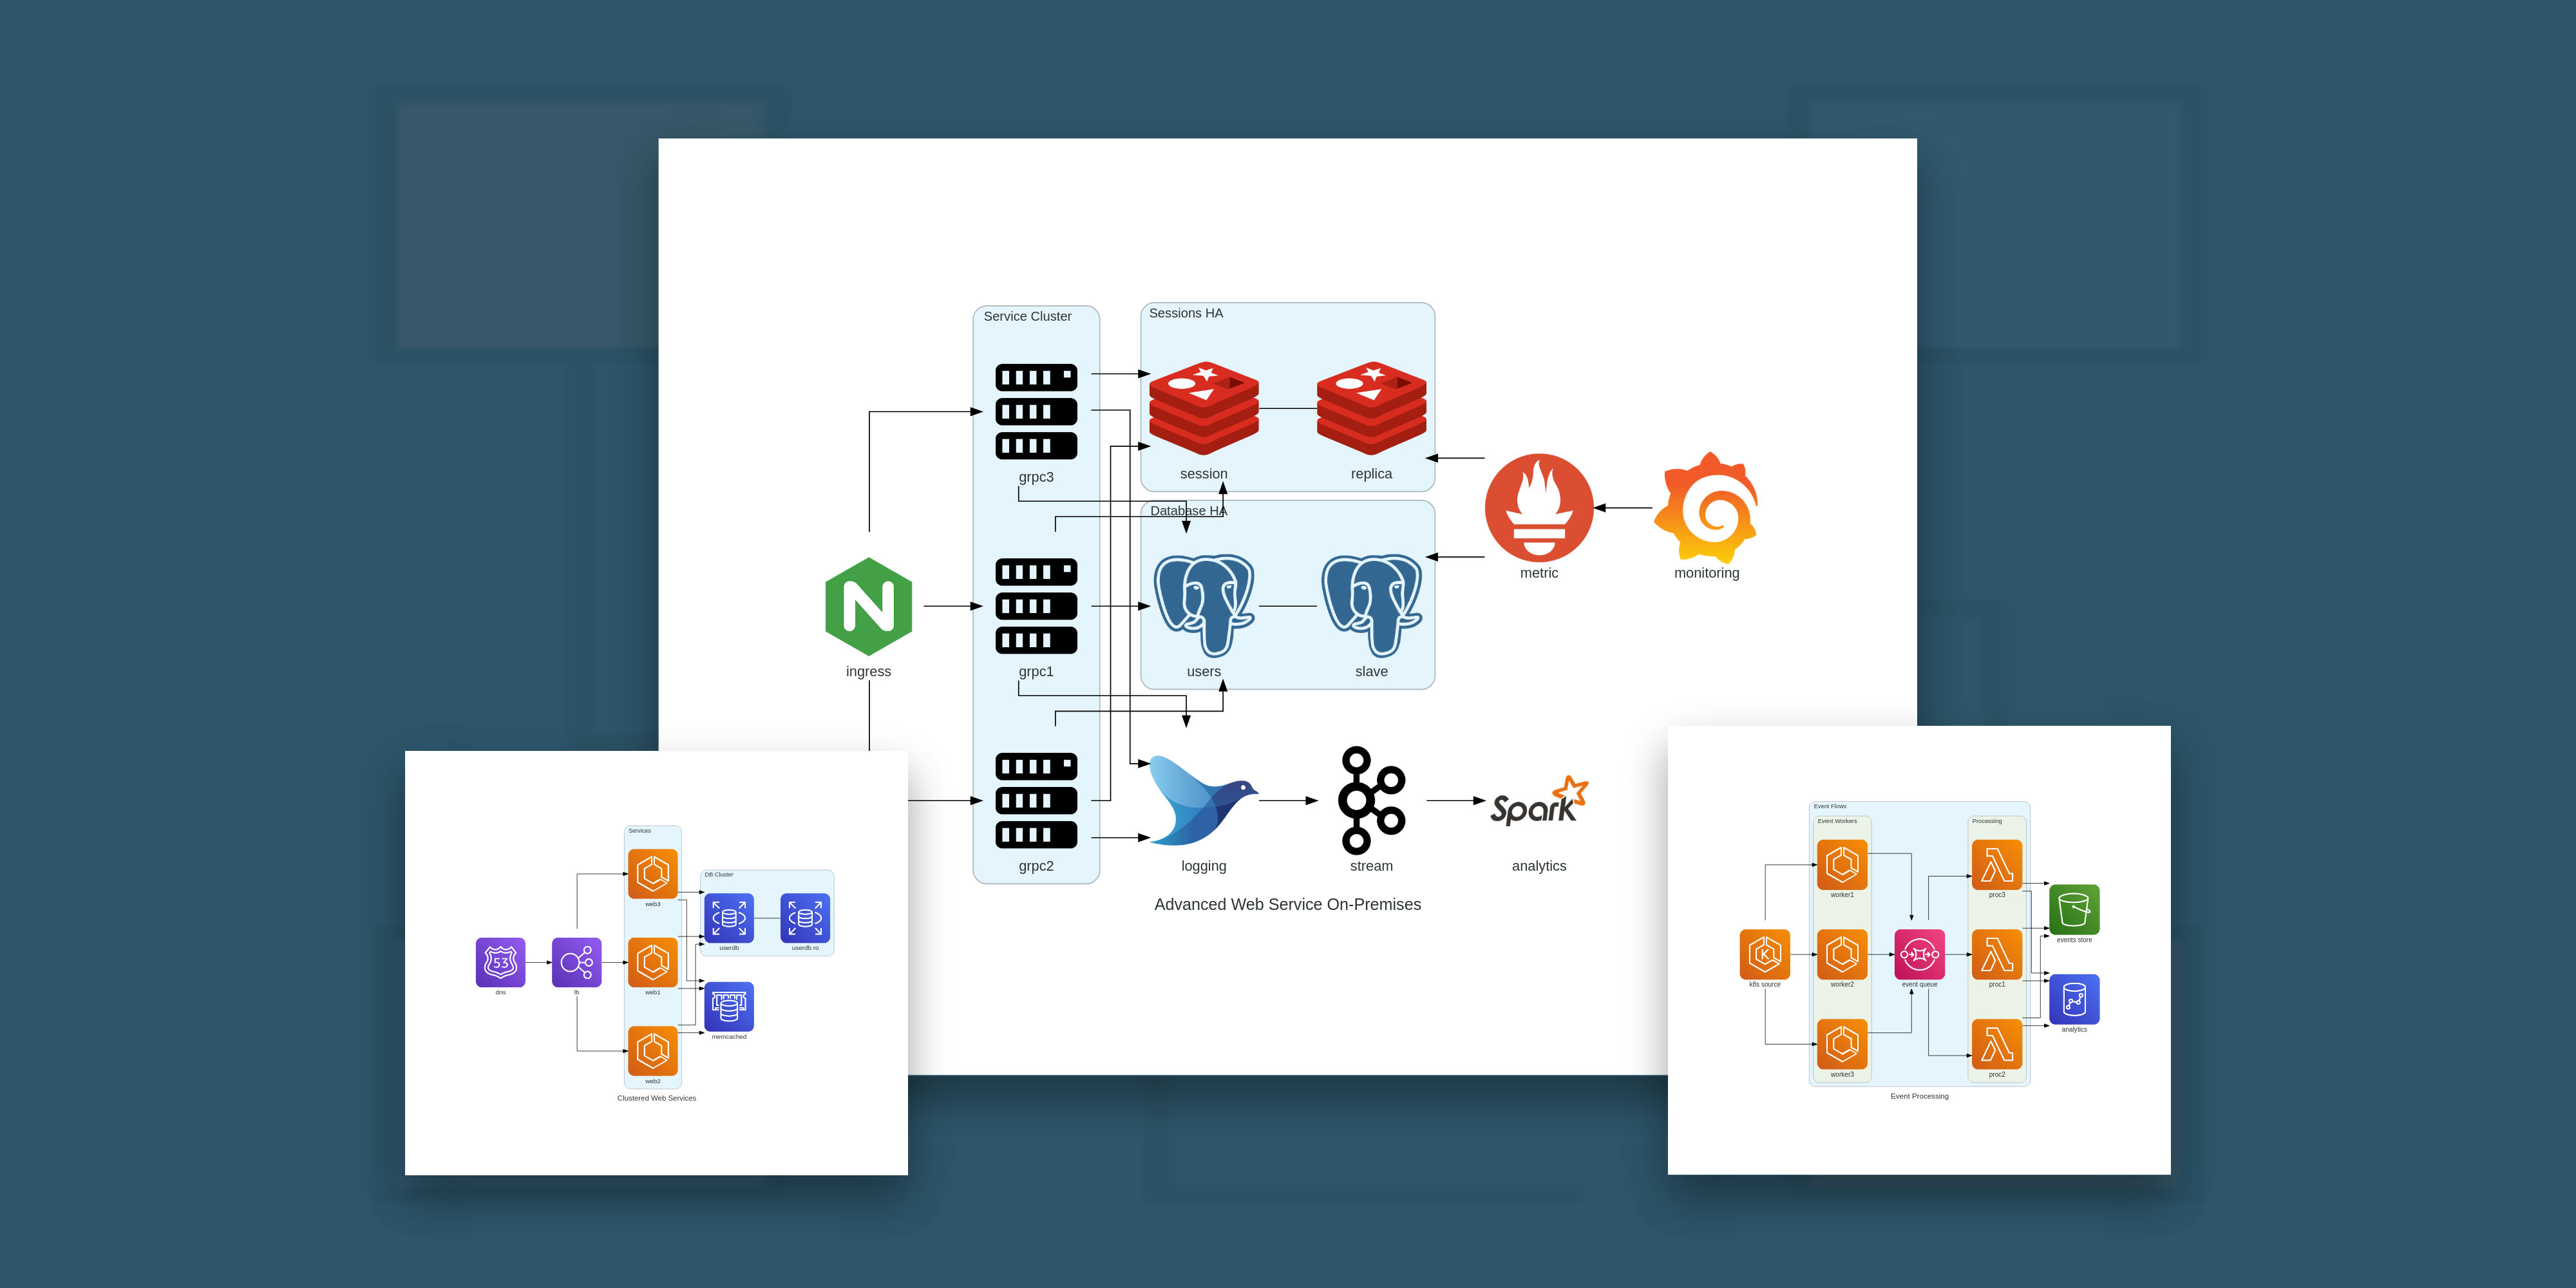 Service Cluster
Sessions HA
grpc3
session
replica
Database HA
metric
monitoring
ingress
grpc1
users
slave
grpc2
logging
stream
Spark
analytics
Advanced Web Service On-Premises
Services
web3
DB Cluster
userdb
userdb ro
53
dns
lb
web1
memcached
web2
Clustered Web Services
Event Flows
Event Workers
Processing
worker1
proc3
events store
K
k8s source
worker2
event queue
proc1
analytics
worker3
proc2
Event Processing